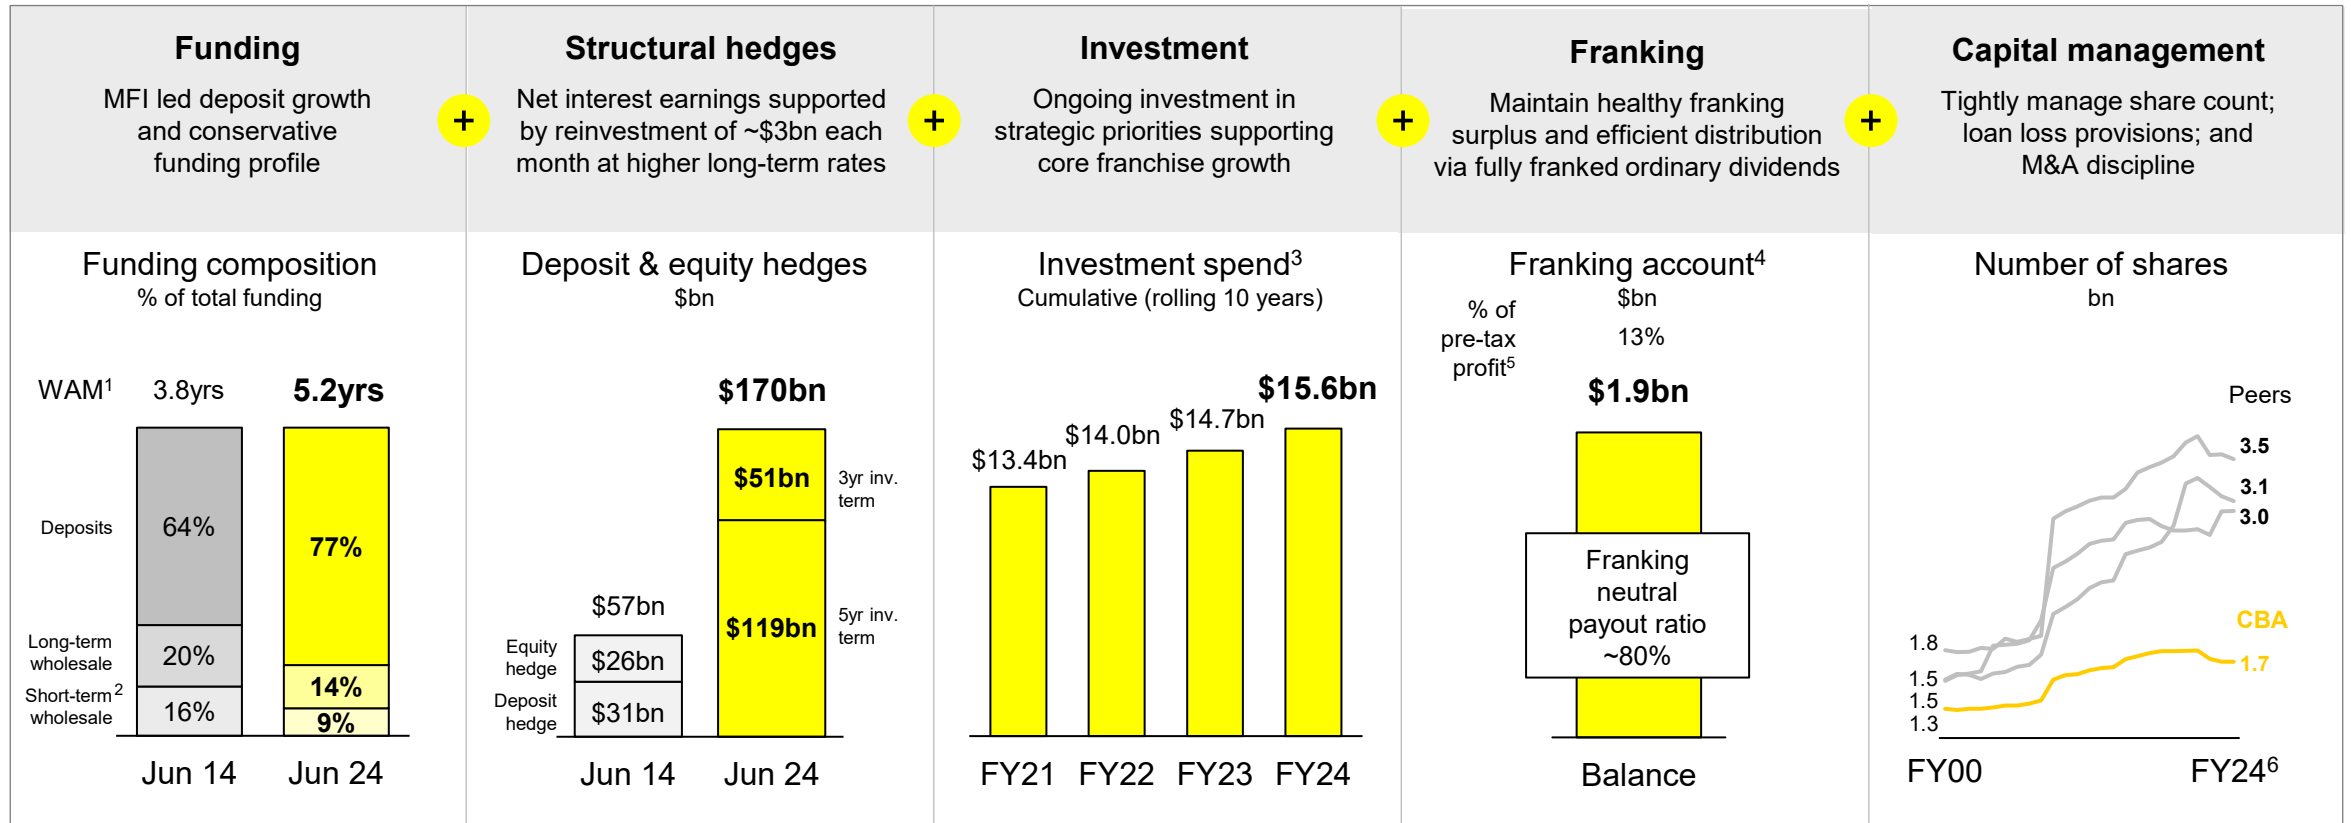 Funding
MFI led deposit growth
and conservative
funding profile
+
Structural hedges
Net interest earnings supported
by reinvestment of ~$3bn each
month at higher long-term rates
+
Investment
Ongoing investment in
strategic priorities supporting
core franchise growth
+
Franking
Maintain healthy franking
surplus and efficient distribution
via fully franked ordinary dividends
+
Capital management
Tightly manage share count;
loan loss provisions; and
M&A discipline
Funding composition
% of total funding
WAM1 3.8yrs 5.2yrs
Deposits 64% 77%
Long-term
wholesale 20% 14%
Short-term2
wholesale 16% 9%
Jun 14 Jun 24
Deposit & equity hedges
$bn
$170bn
$51bn 3yr inv.
term
$57bn
$119bn 5yr inv.
term
Equity
hedge $26bn
Deposit
hedge $31bn
Jun 14 Jun 24
Investment spend3
Cumulative (rolling 10 years)
$13.4bn $14.0bn $14.7bn $15.6bn
FY21 FY22 FY23 FY24
Franking account4
$bn
% of
pre-tax
profit5
13%
$1.9bn
Franking
neutral
payout ratio
~80%
Balance
Number of shares
bn
Peers
3.5
3.1
3.0
CBA
1.7
1.8
1.5
1.5
1.3
FY00 FY246